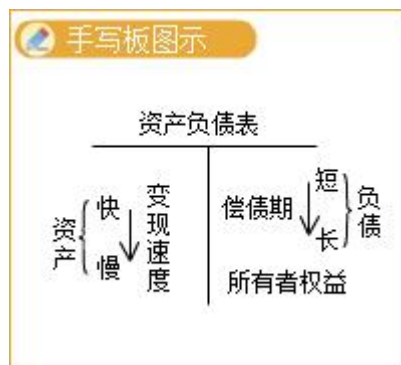 手写板图示
资产负债表
资产
快
慢
变现速度
偿债期
短
长
负债
所有者权益